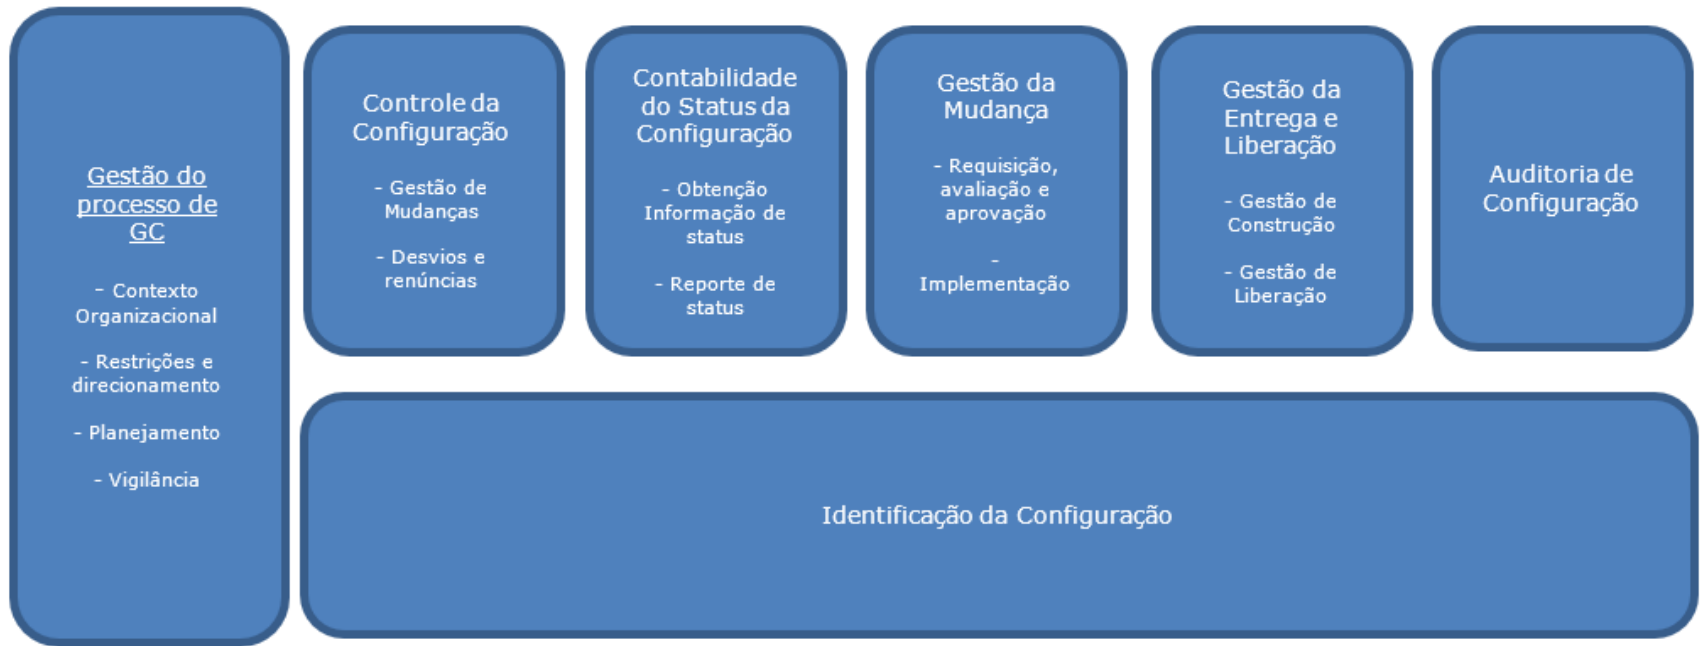 Gestão do
processo de
GC
- Contexto
Organizacional
- Restrições e
direcionamento
- Planejamento
- Vigilância
Controle da
Configuração
- Gestão de
Mudanças
- Desvios e
renúncias
Contabilidade
do Status da
Configuração
- Obtenção
Informação de
status
- Reporte de
status
Gestão da
Mudança
- Requisição,
avaliação e
aprovação
-
Implementação
Gestão da
Entrega e
Liberação
- Gestão de
Construção
- Gestão de
Liberação
Auditoria de
Configuração
Identificação da Configuração